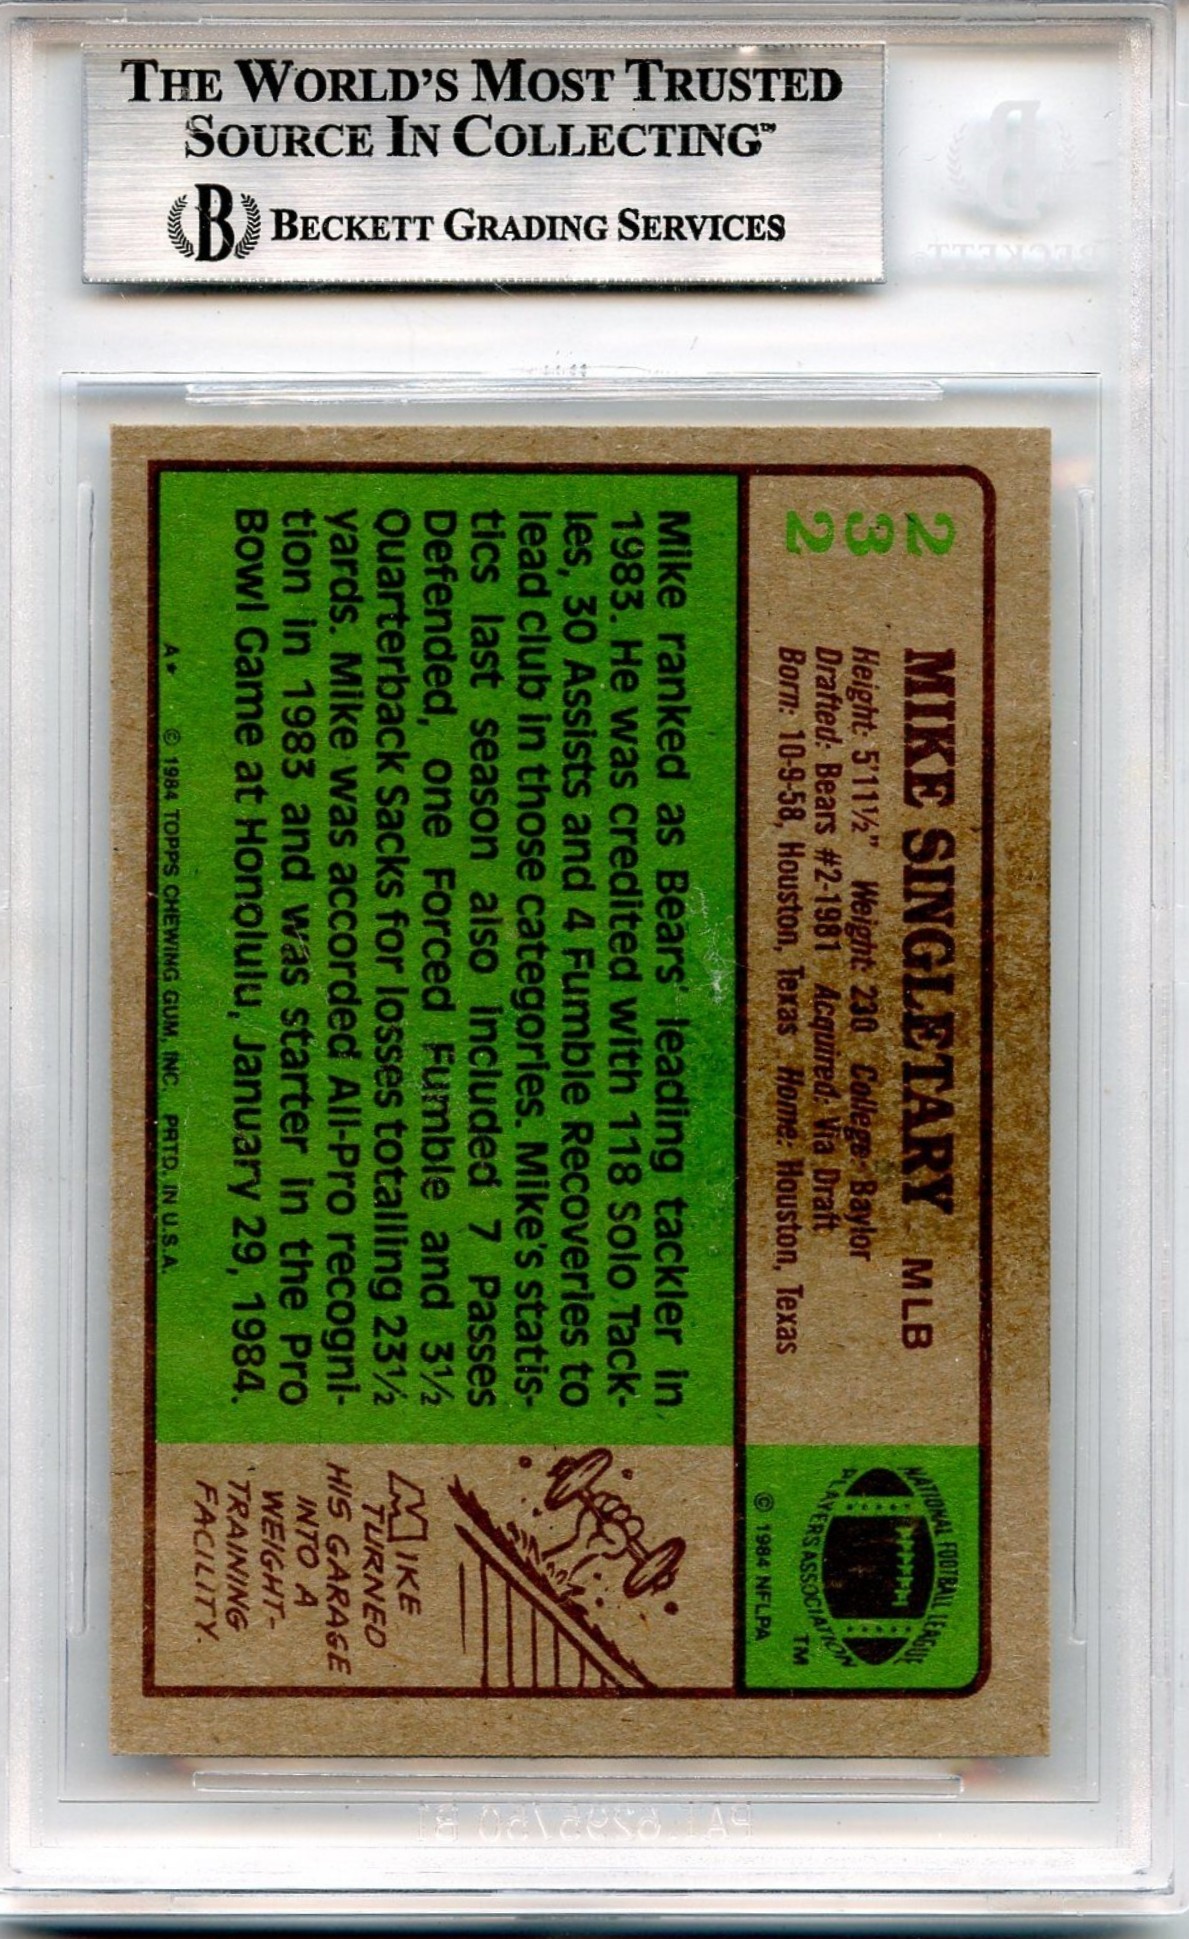 THE WORLD'S MOST TRUSTED
SOURCE IN COLLECTING™
B BECKETT GRADING SERVICES
B
BECKETT
232
MIKE SINGLETARY MLB
Height: 5'11½" Weight: 230 College: Baylor
Drafted: Bears #2-1981 Acquired: Via Draft
Born: 10-9-58, Houston, Texas Home: Houston, Texas
NATIONAL FOOTBALL LEAGUE
PLAYERS ASSOCIATION
TM
© 1984 NFLPA
Mike ranked as Bears' leading tackler in
1983. He was credited with 118 Solo Tack-
les, 30 Assists and 4 Fumble Recoveries to
lead club in those categories. Mike's statis-
tics last season also included 7 Passes
Defended, one Forced Fumble and 3½
Quarterback Sacks for losses totalling 23½
yards. Mike was accorded All-Pro recogni-
tion in 1983 and was starter in the Pro
Bowl Game at Honolulu, January 29, 1984.
A* © 1984 TOPPS CHEWING GUM, INC. PRTD. IN U.S.A.
MIKE
TURNED
HIS GARAGE
INTO A
WEIGHT-
TRAINING
FACILITY.